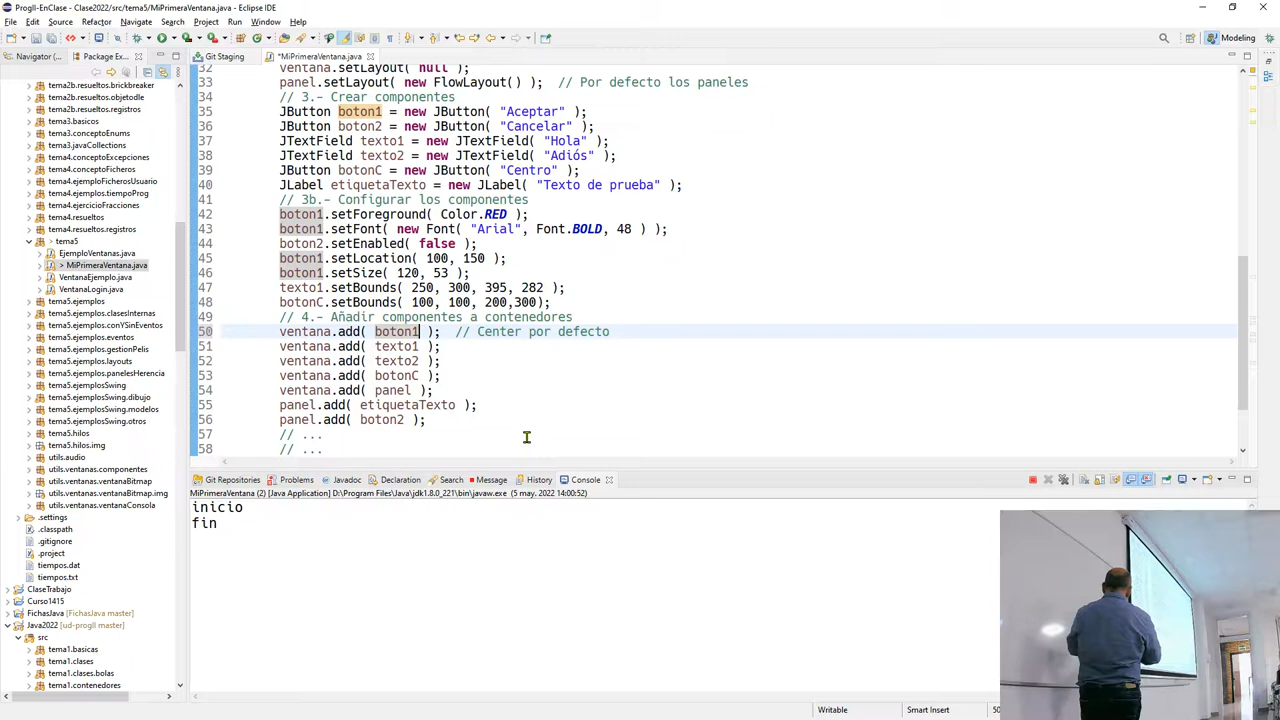 ProgII-EnClase - Clase2022/src/tema5/MiPrimeraVentana.java - Eclipse IDE
File Edit Source Refactor Navigate Search Project Run Window Help
Navigator (... Package Exp...
tema2b.resueltos.brickbreaker
tema2b.resueltos.objetodle
tema2b.resueltos.registros
tema3.basicos
tema3.conceptoEnums
tema3.javaCollections
tema4.conceptoExcepciones
tema4.conceptoFicheros
tema4.ejemploFicherosUsuario
tema4.ejemplos.tiempoProg
tema4.ejercicioFracciones
tema4.resueltos
tema4.resueltos.registros
> tema5
EjemploVentanas.java
> MiPrimeraVentana.java
VentanaEjemplo.java
VentanaLogin.java
tema5.ejemplos
tema5.ejemplos.clasesInternas
tema5.ejemplos.conYSinEventos
tema5.ejemplos.eventos
tema5.ejemplos.gestionPelis
tema5.ejemplos.layouts
tema5.ejemplos.panelesHerencia
tema5.ejemplosSwing
tema5.ejemplosSwing.dibujo
tema5.ejemplosSwing.modelos
tema5.ejemplosSwing.otros
tema5.hilos
tema5.hilos.img
utils.audio
utils.ventanas.componentes
utils.ventanas.ventanaBitmap
utils.ventanas.ventanaBitmap.img
utils.ventanas.ventanaConsola
.settings
.classpath
.gitignore
.project
tiempos.dat
tiempos.txt
ClaseTrabajo
Curso1415
FichasJava [FichasJava master]
Java2022 [ud-progII master]
src
tema1.basicas
tema1.clases
tema1.clases.bolas
tema1.contenedores
Git Staging *MiPrimeraVentana.java
32 ventana.setLayout( null );
33 panel.setLayout( new FlowLayout() ); // Por defecto los paneles
34 // 3.- Crear componentes
35 JButton boton1 = new JButton( "Aceptar" );
36 JButton boton2 = new JButton( "Cancelar" );
37 JTextField texto1 = new JTextField( "Hola" );
38 JTextField texto2 = new JTextField( "Adiós" );
39 JButton botonC = new JButton( "Centro" );
40 JLabel etiquetaTexto = new JLabel( "Texto de prueba" );
41 // 3b.- Configurar los componentes
42 boton1.setForeground( Color.RED );
43 boton1.setFont( new Font( "Arial", Font.BOLD, 48 ) );
44 boton2.setEnabled( false );
45 boton1.setLocation( 100, 150 );
46 boton1.setSize( 120, 53 );
47 texto1.setBounds( 250, 300, 395, 282 );
48 botonC.setBounds( 100, 100, 200,300);
49 // 4.- Añadir componentes a contenedores
50 ventana.add( boton1 ); // Center por defecto
51 ventana.add( texto1 );
52 ventana.add( texto2 );
53 ventana.add( botonC );
54 ventana.add( panel );
55 panel.add( etiquetaTexto );
56 panel.add( boton2 );
57 // ...
58 // ...
Git Repositories Problems Javadoc Declaration Search Message History Console
MiPrimeraVentana (2) [Java Application] D:\Program Files\Java\jdk1.8.0_221\bin\javaw.exe (5 may. 2022 14:00:52)
inicio
fin
Modeling
Writable Smart Insert 50